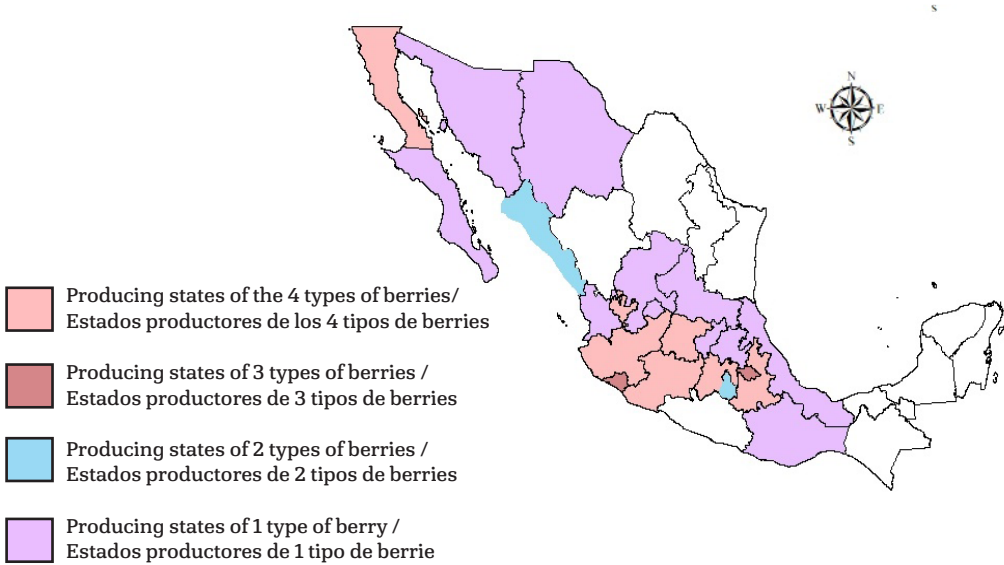 s
N
W E
S
Producing states of the 4 types of berries/
Estados productores de los 4 tipos de berries
Producing states of 3 types of berries /
Estados productores de 3 tipos de berries
Producing states of 2 types of berries /
Estados productores de 2 tipos de berries
Producing states of 1 type of berry /
Estados productores de 1 tipo de berrie